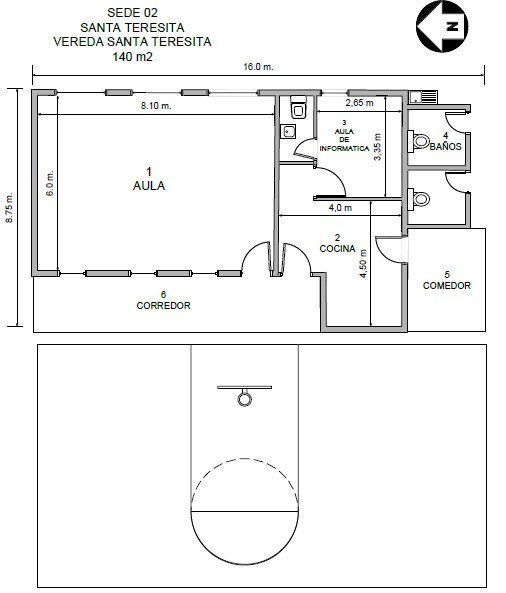 SEDE 02
SANTA TERESITA
VEREDA SANTA TERESITA
140 m2
N
16.0 m.
8.10 m.
2,65 m
3
AULA
DE
INFORMATICA
3,35 m
4
BAÑOS
1
AULA
6.0 m.
8.75 m.
4,0 m
2
COCINA
4,50 m
5
COMEDOR
6
CORREDOR